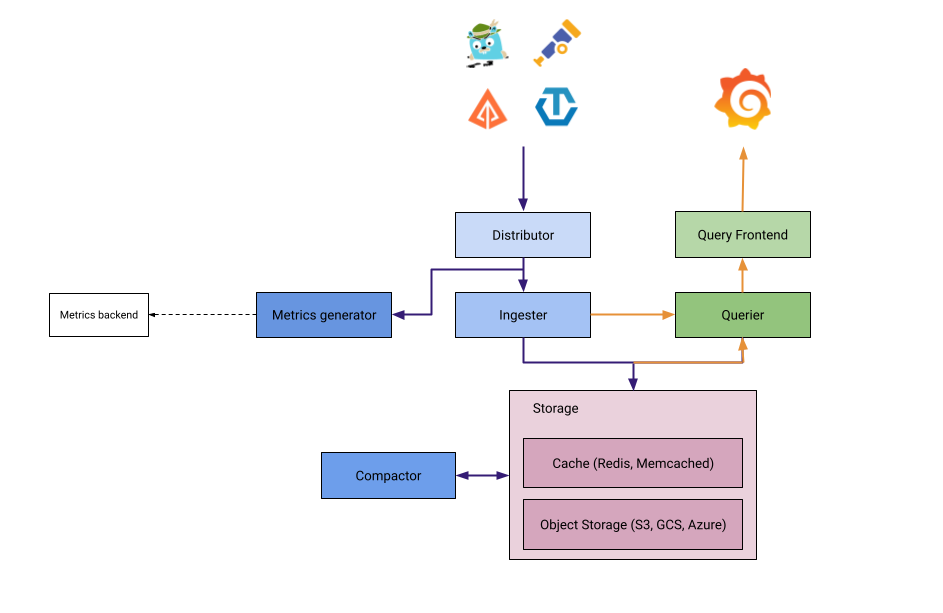 Distributor
Query Frontend
Metrics backend
Metrics generator
Ingester
Querier
Storage
Cache (Redis, Memcached)
Compactor
Object Storage (S3, GCS, Azure)